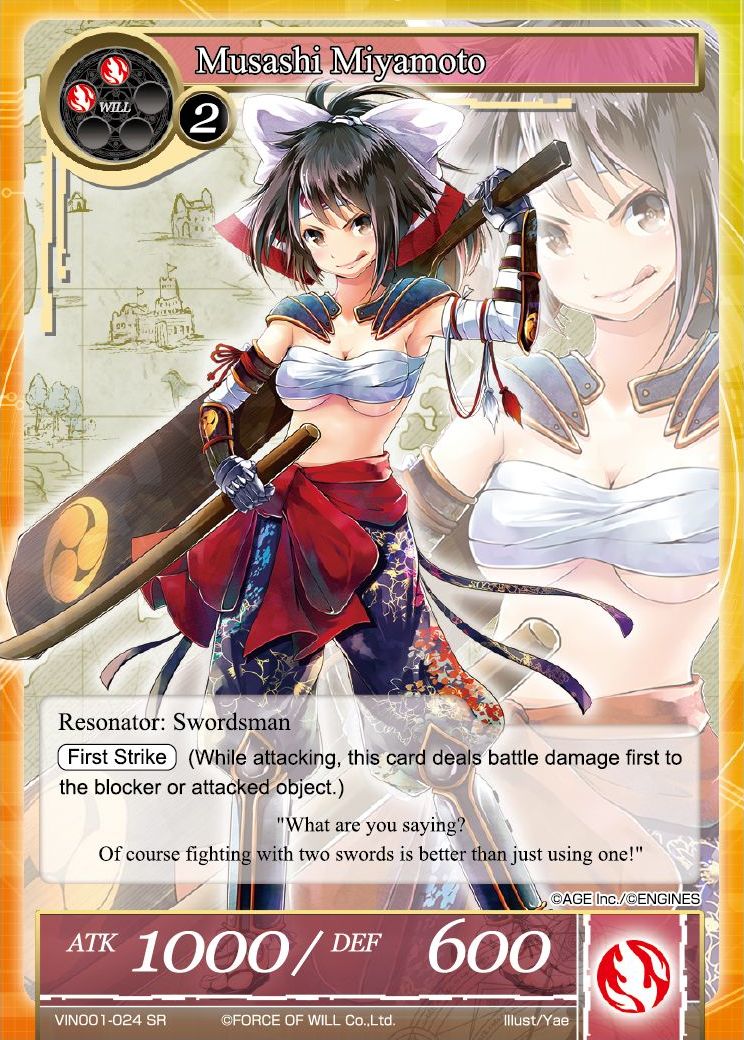 Musashi Miyamoto
WILL
2
Resonator: Swordsman
First Strike (While attacking, this card deals battle damage first to
the blocker or attacked object.)
"What are you saying?
Of course fighting with two swords is better than just using one!"
©AGE Inc./©ENGINES
ATK 1000/ DEF 600
VIN001-024 SR ©FORCE OF WILL Co.,Ltd. Illust/Yae